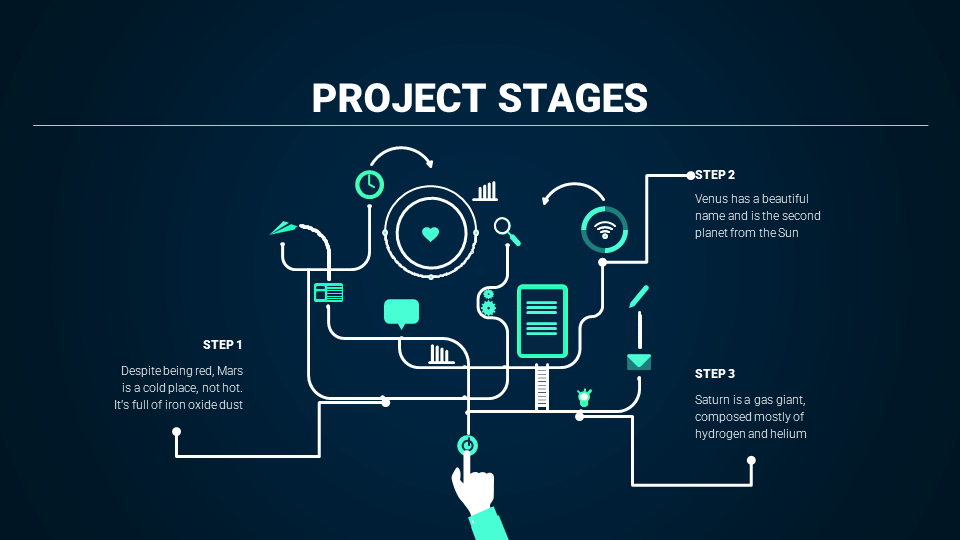 PROJECT STAGES
STEP 1
Despite being red, Mars
is a cold place, not hot.
It's full of iron oxide dust
STEP 2
Venus has a beautiful
name and is the second
planet from the Sun
STEP 3
Saturn is a gas giant,
composed mostly of
hydrogen and helium